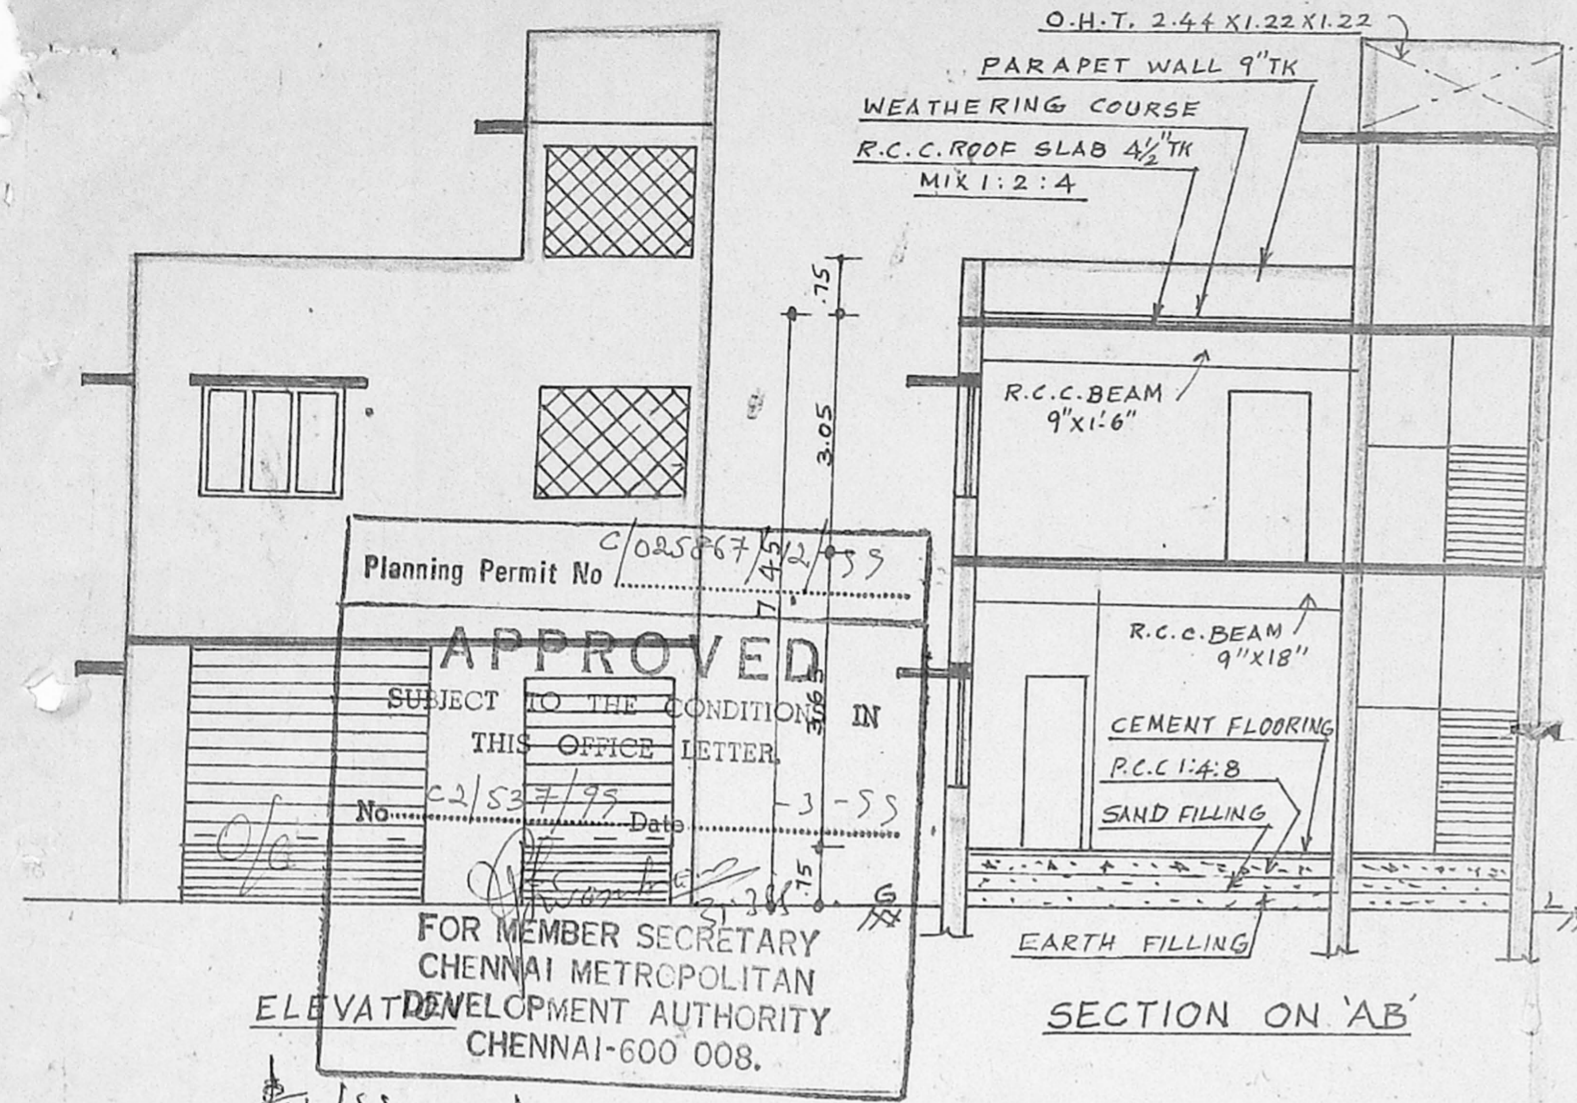 O.H.T. 2.44 X1.22 X1.22
PARAPET WALL 9"TK
WEATHERING COURSE
R.C.C. ROOF SLAB 4½"TK
MIX 1:2:4
.75
3.05
7.45
.75
R.C.C. BEAM
9"X1'-6"
R.C.C. BEAM
9"X18"
CEMENT FLOORING
P.C.C 1:4:8
SAND FILLING
EARTH FILLING
G
L
SECTION ON 'AB'
ELEVATION
O/G
Planning Permit No C/025867/ /12/ 99
APPROVED
SUBJECT TO THE CONDITIONS IN
THIS OFFICE LETTER.
No C2/537/99 Date -3-99
FOR MEMBER SECRETARY
CHENNAI METROPOLITAN
DEVELOPMENT AUTHORITY
CHENNAI-600 008.